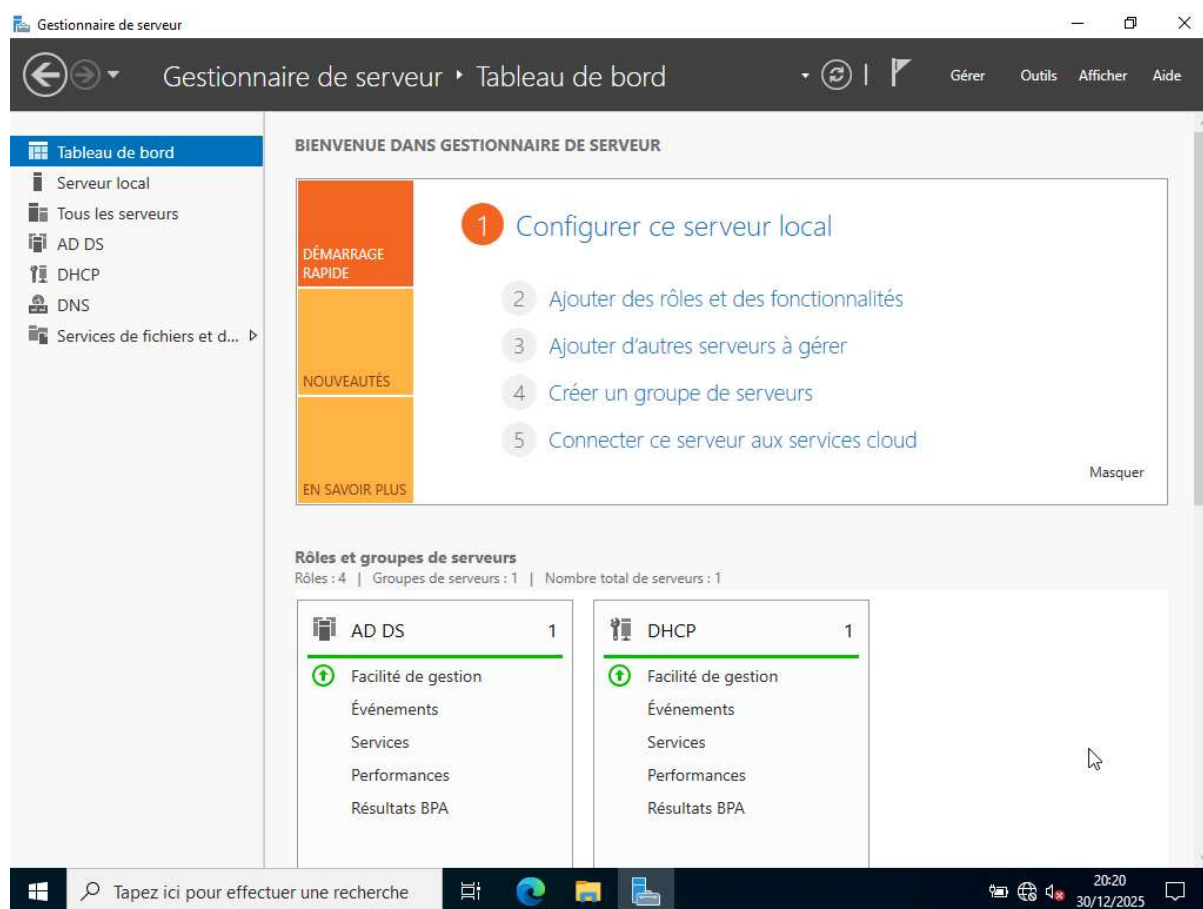 Gestionnaire de serveur
Gestionnaire de serveur ‣ Tableau de bord
Gérer Outils Afficher Aide
Tableau de bord
Serveur local
Tous les serveurs
AD DS
DHCP
DNS
Services de fichiers et d...
BIENVENUE DANS GESTIONNAIRE DE SERVEUR
DÉMARRAGE
RAPIDE
NOUVEAUTÉS
EN SAVOIR PLUS
1 Configurer ce serveur local
2 Ajouter des rôles et des fonctionnalités
3 Ajouter d'autres serveurs à gérer
4 Créer un groupe de serveurs
5 Connecter ce serveur aux services cloud
Masquer
Rôles et groupes de serveurs
Rôles : 4 | Groupes de serveurs : 1 | Nombre total de serveurs : 1
AD DS 1
Facilité de gestion
Événements
Services
Performances
Résultats BPA
DHCP 1
Facilité de gestion
Événements
Services
Performances
Résultats BPA
Tapez ici pour effectuer une recherche
20:20
30/12/2025